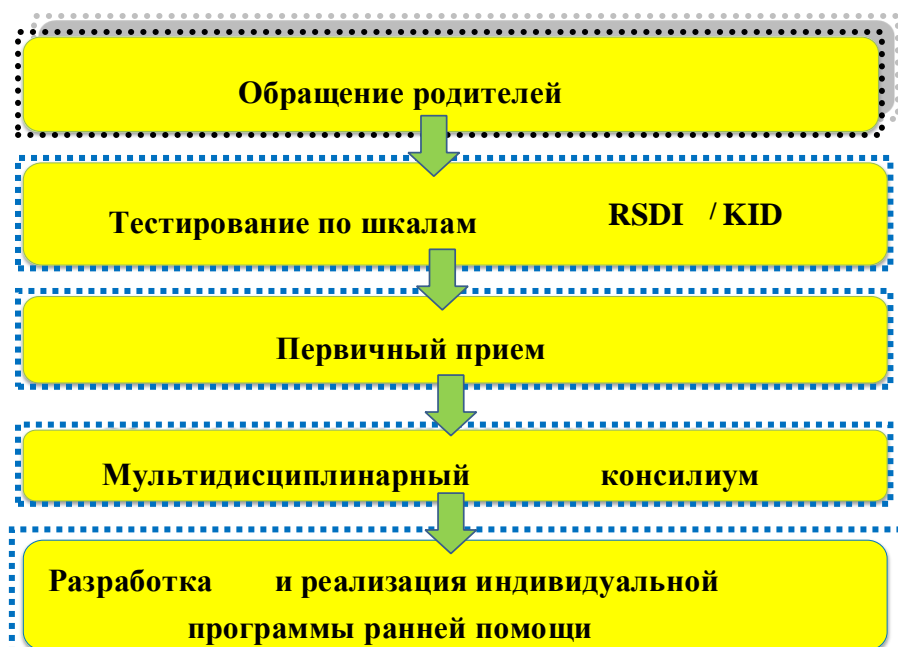 Обращение родителей
Тестирование по шкалам RSDI / KID
Первичный прием
Мультидисциплинарный консилиум
Разработка и реализация индивидуальной
программы ранней помощи